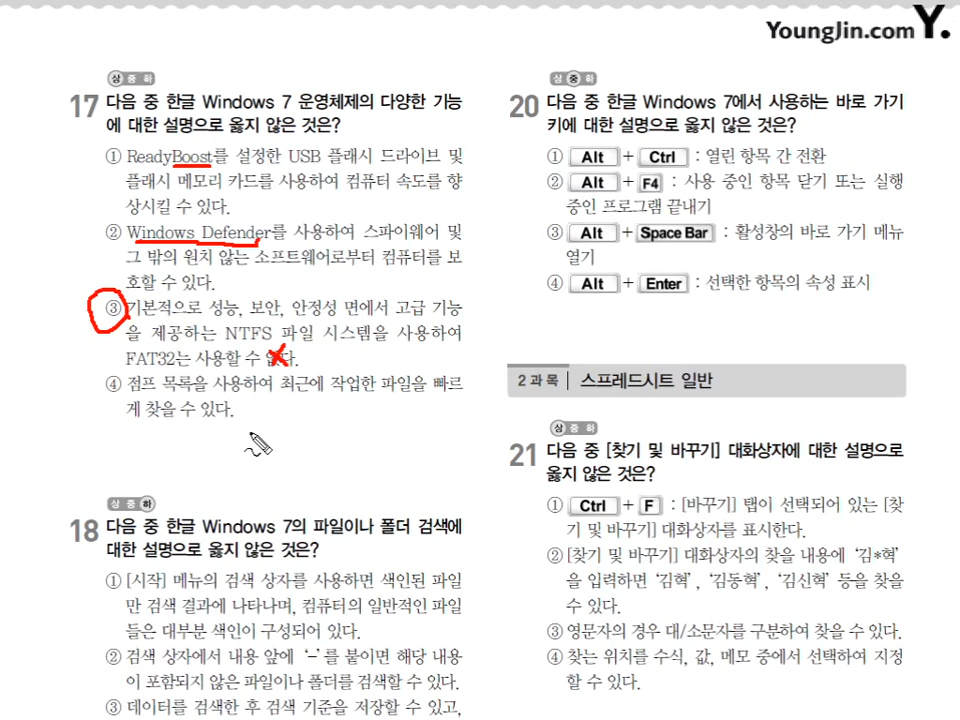 YoungJin.com Y.
상 중 하
17 다음 중 한글 Windows 7 운영체제의 다양한 기능
에 대한 설명으로 옳지 않은 것은?
① ReadyBoost를 설정한 USB 플래시 드라이브 및
플래시 메모리 카드를 사용하여 컴퓨터 속도를 향
상시킬 수 있다.
② Windows Defender를 사용하여 스파이웨어 및
그 밖의 원치 않는 소프트웨어로부터 컴퓨터를 보
호할 수 있다.
③ 기본적으로 성능, 보안, 안정성 면에서 고급 기능
을 제공하는 NTFS 파일 시스템을 사용하여
FAT32는 사용할 수 없다.
④ 점프 목록을 사용하여 최근에 작업한 파일을 빠르
게 찾을 수 있다.
상 중 하
18 다음 중 한글 Windows 7의 파일이나 폴더 검색에
대한 설명으로 옳지 않은 것은?
① [시작] 메뉴의 검색 상자를 사용하면 색인된 파일
만 검색 결과에 나타나며, 컴퓨터의 일반적인 파일
들은 대부분 색인이 구성되어 있다.
② 검색 상자에서 내용 앞에 '-'를 붙이면 해당 내용
이 포함되지 않은 파일이나 폴더를 검색할 수 있다.
③ 데이터를 검색한 후 검색 기준을 저장할 수 있고,
상 중 하
20 다음 중 한글 Windows 7에서 사용하는 바로 가기
키에 대한 설명으로 옳지 않은 것은?
① Alt + Ctrl : 열린 항목 간 전환
② Alt + F4 : 사용 중인 항목 닫기 또는 실행
중인 프로그램 끝내기
③ Alt + Space Bar : 활성창의 바로 가기 메뉴
열기
④ Alt + Enter : 선택한 항목의 속성 표시
2과목 스프레드시트 일반
상 중 하
21 다음 중 [찾기 및 바꾸기] 대화상자에 대한 설명으로
옳지 않은 것은?
① Ctrl + F : [바꾸기] 탭이 선택되어 있는 [찾
기 및 바꾸기] 대화상자를 표시한다.
② [찾기 및 바꾸기] 대화상자의 찾을 내용에 '김*혁'
을 입력하면 '김혁', '김동혁', '김신혁' 등을 찾을
수 있다.
③ 영문자의 경우 대/소문자를 구분하여 찾을 수 있다.
④ 찾는 위치를 수식, 값, 메모 중에서 선택하여 지정
할 수 있다.